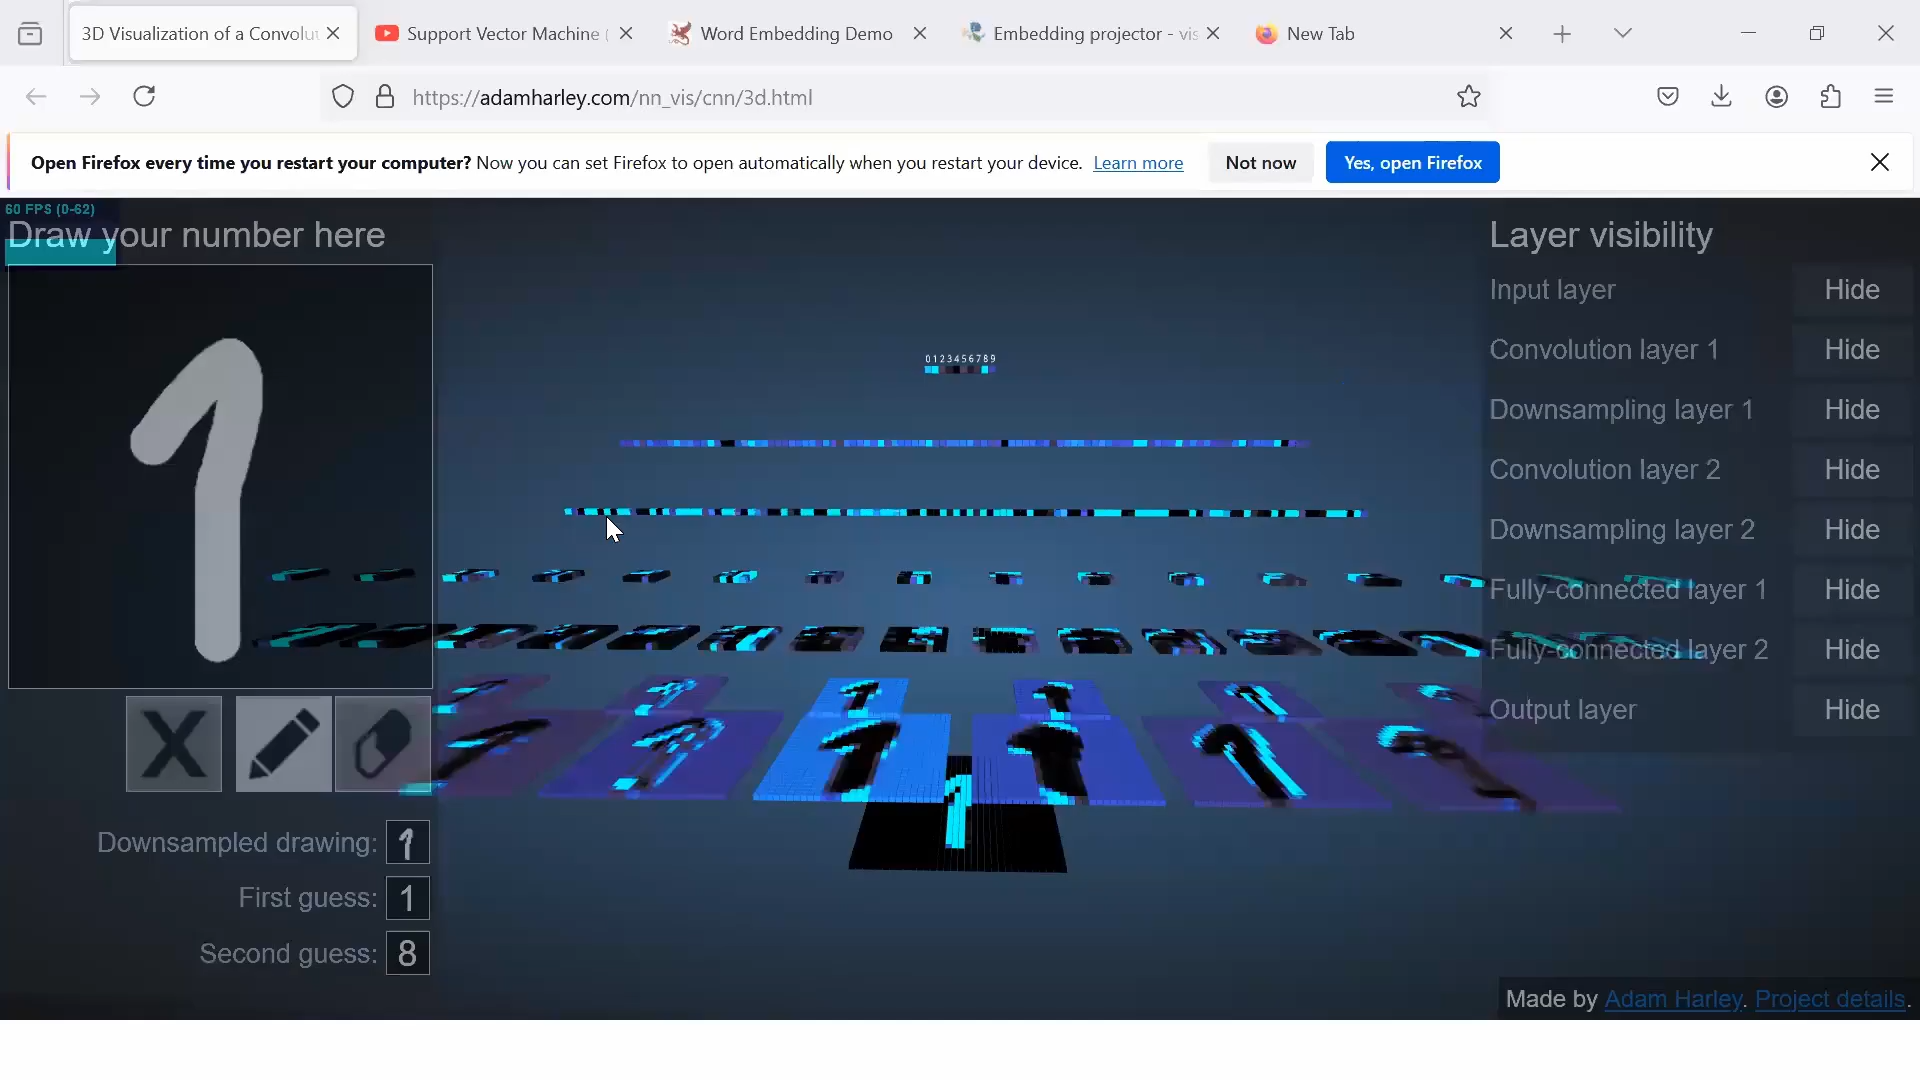 3D Visualization of a Convolut
Support Vector Machine (
Word Embedding Demo
Embedding projector - vis
New Tab
https://adamharley.com/nn_vis/cnn/3d.html
Open Firefox every time you restart your computer? Now you can set Firefox to open automatically when you restart your device. Learn more
Not now
Yes, open Firefox
60 FPS (0-62)
Draw your number here
1
X
Downsampled drawing: 1
First guess: 1
Second guess: 8
0123456789
Layer visibility
Input layer Hide
Convolution layer 1 Hide
Downsampling layer 1 Hide
Convolution layer 2 Hide
Downsampling layer 2 Hide
Fully-connected layer 1 Hide
Fully-connected layer 2 Hide
Output layer Hide
Made by Adam Harley. Project details.